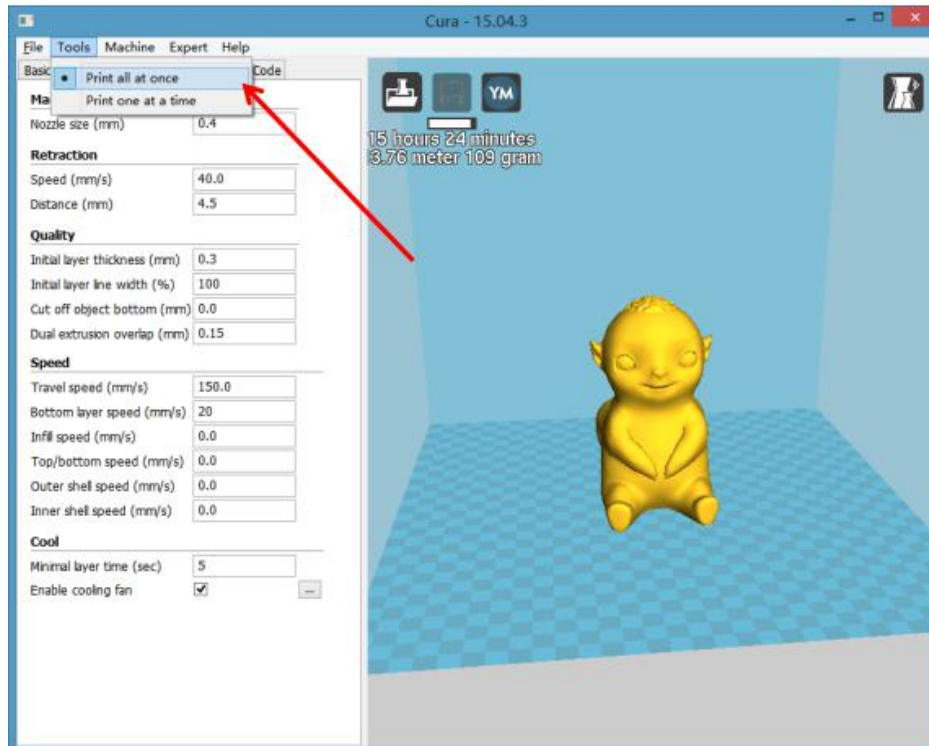 Cura - 15.04.3
File Tools Machine Expert Help
Basic Code
Print all at once
Print one at a time
Ma
Nozzle size (mm) 0.4
Retraction
Speed (mm/s) 40.0
Distance (mm) 4.5
Quality
Initial layer thickness (mm) 0.3
Initial layer line width (%) 100
Cut off object bottom (mm) 0.0
Dual extrusion overlap (mm) 0.15
Speed
Travel speed (mm/s) 150.0
Bottom layer speed (mm/s) 20
Infill speed (mm/s) 0.0
Top/bottom speed (mm/s) 0.0
Outer shell speed (mm/s) 0.0
Inner shell speed (mm/s) 0.0
Cool
Minimal layer time (sec) 5
Enable cooling fan ...
YM
15 hours 24 minutes
3.76 meter 109 gram